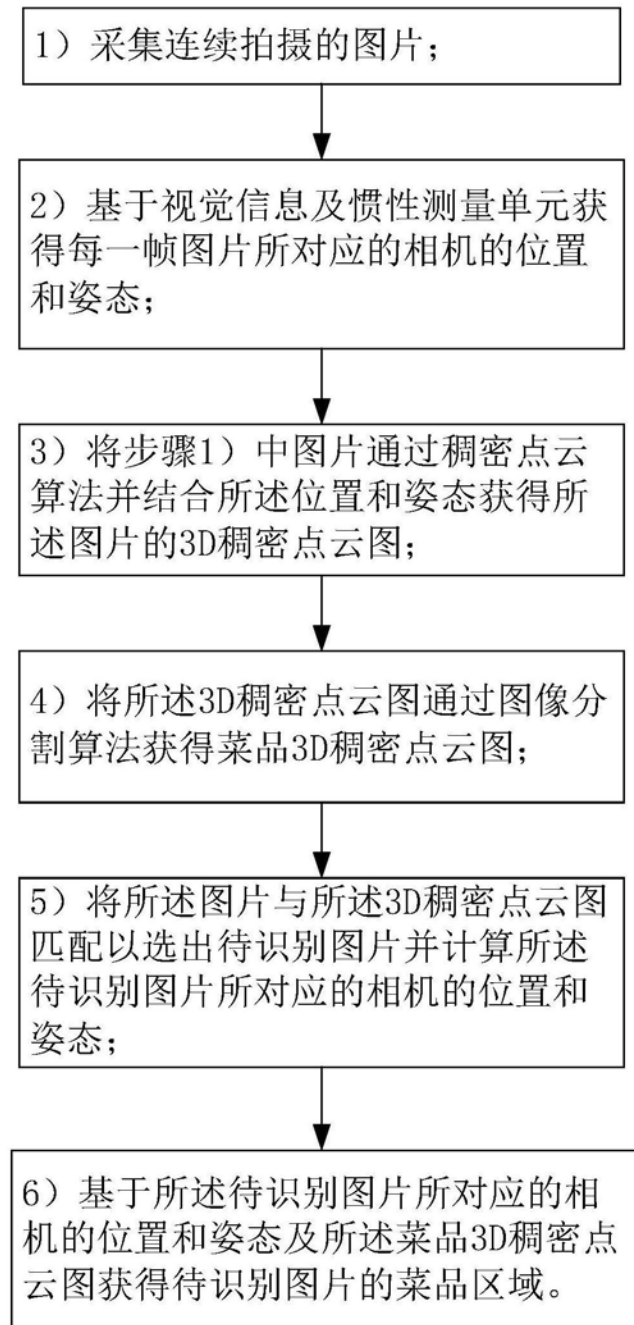 1）采集连续拍摄的图片；
2）基于视觉信息及惯性测量单元获
得每一帧图片所对应的相机的位置
和姿态；
3）将步骤1）中图片通过稠密点云
算法并结合所述位置和姿态获得所
述图片的3D稠密点云图；
4）将所述3D稠密点云图通过图像分
割算法获得菜品3D稠密点云图；
5）将所述图片与所述3D稠密点云图
匹配以选出待识别图片并计算所述
待识别图片所对应的相机的位置和
姿态；
6）基于所述待识别图片所对应的相
机的位置和姿态及所述菜品3D稠密点
云图获得待识别图片的菜品区域。